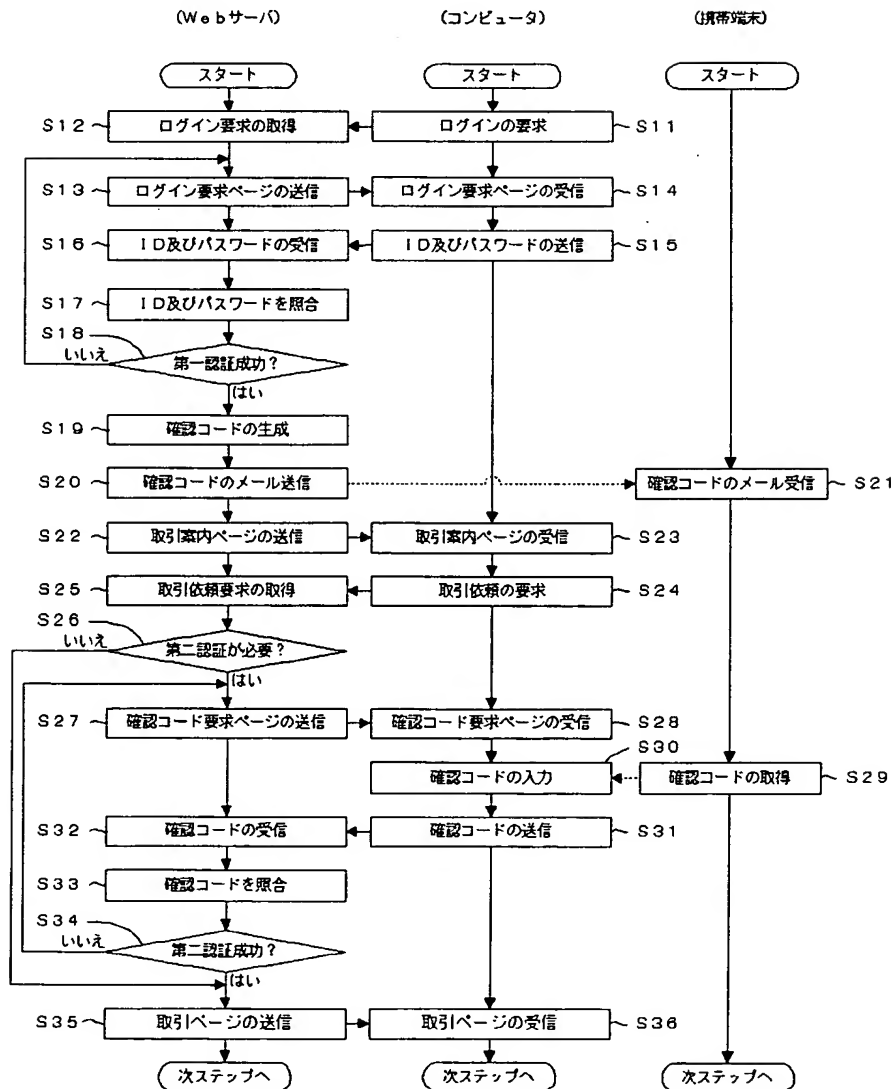 (Ｗｅｂサーバ) (コンピュータ) (携帯端末)
スタート スタート スタート
Ｓ１２ ログイン要求の取得 ログインの要求 Ｓ１１
Ｓ１３ ログイン要求ページの送信 ログイン要求ページの受信 Ｓ１４
Ｓ１６ ＩＤ及びパスワードの受信 ＩＤ及びパスワードの送信 Ｓ１５
Ｓ１７ ＩＤ及びパスワードを照合
Ｓ１８
いいえ 第一認証成功？
はい
Ｓ１９ 確認コードの生成
Ｓ２０ 確認コードのメール送信 確認コードのメール受信 Ｓ２１
Ｓ２２ 取引案内ページの送信 取引案内ページの受信 Ｓ２３
Ｓ２５ 取引依頼要求の取得 取引依頼の要求 Ｓ２４
Ｓ２６
いいえ 第二認証が必要？
はい
Ｓ２７ 確認コード要求ページの送信 確認コード要求ページの受信 Ｓ２８
Ｓ３０
確認コードの入力 確認コードの取得 Ｓ２９
Ｓ３２ 確認コードの受信 確認コードの送信 Ｓ３１
Ｓ３３ 確認コードを照合
Ｓ３４
いいえ 第二認証成功？
はい
Ｓ３５ 取引ページの送信 取引ページの受信 Ｓ３６
次ステップへ 次ステップへ 次ステップへ